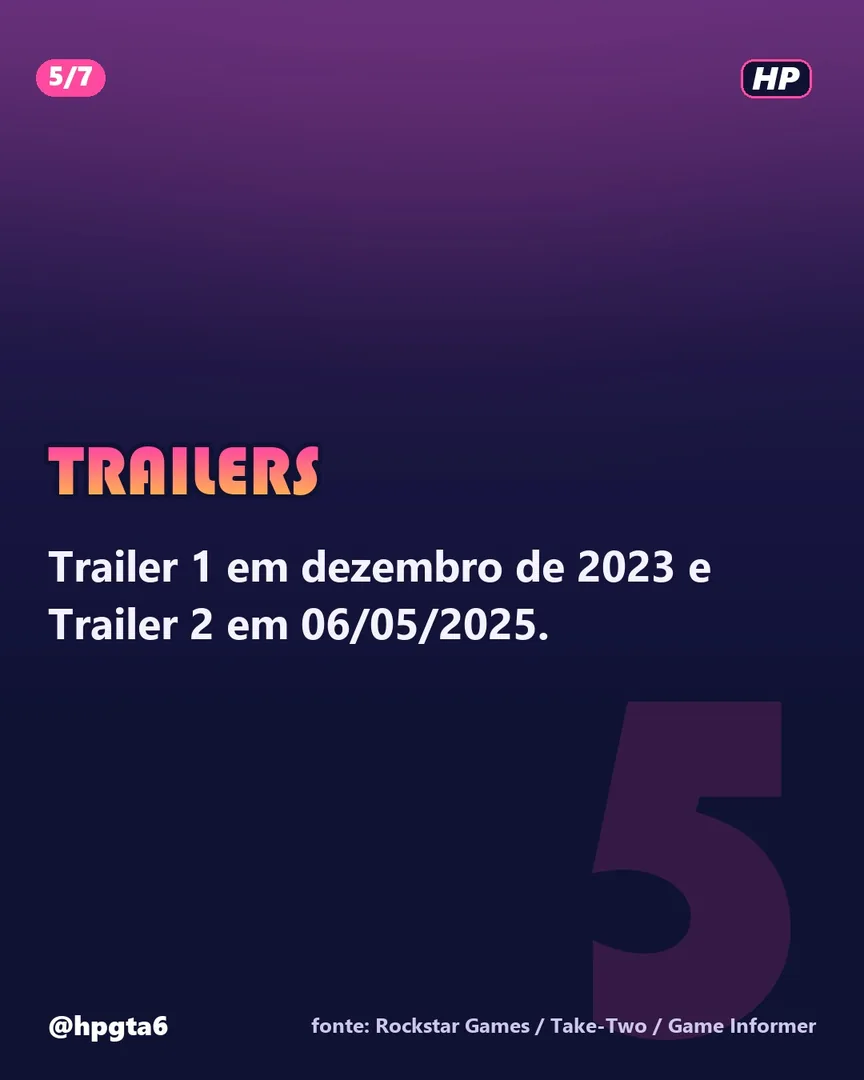 5/7
HP
TRAILERS
Trailer 1 em dezembro de 2023 e
Trailer 2 em 06/05/2025.
5
@hpgta6
fonte: Rockstar Games / Take-Two / Game Informer